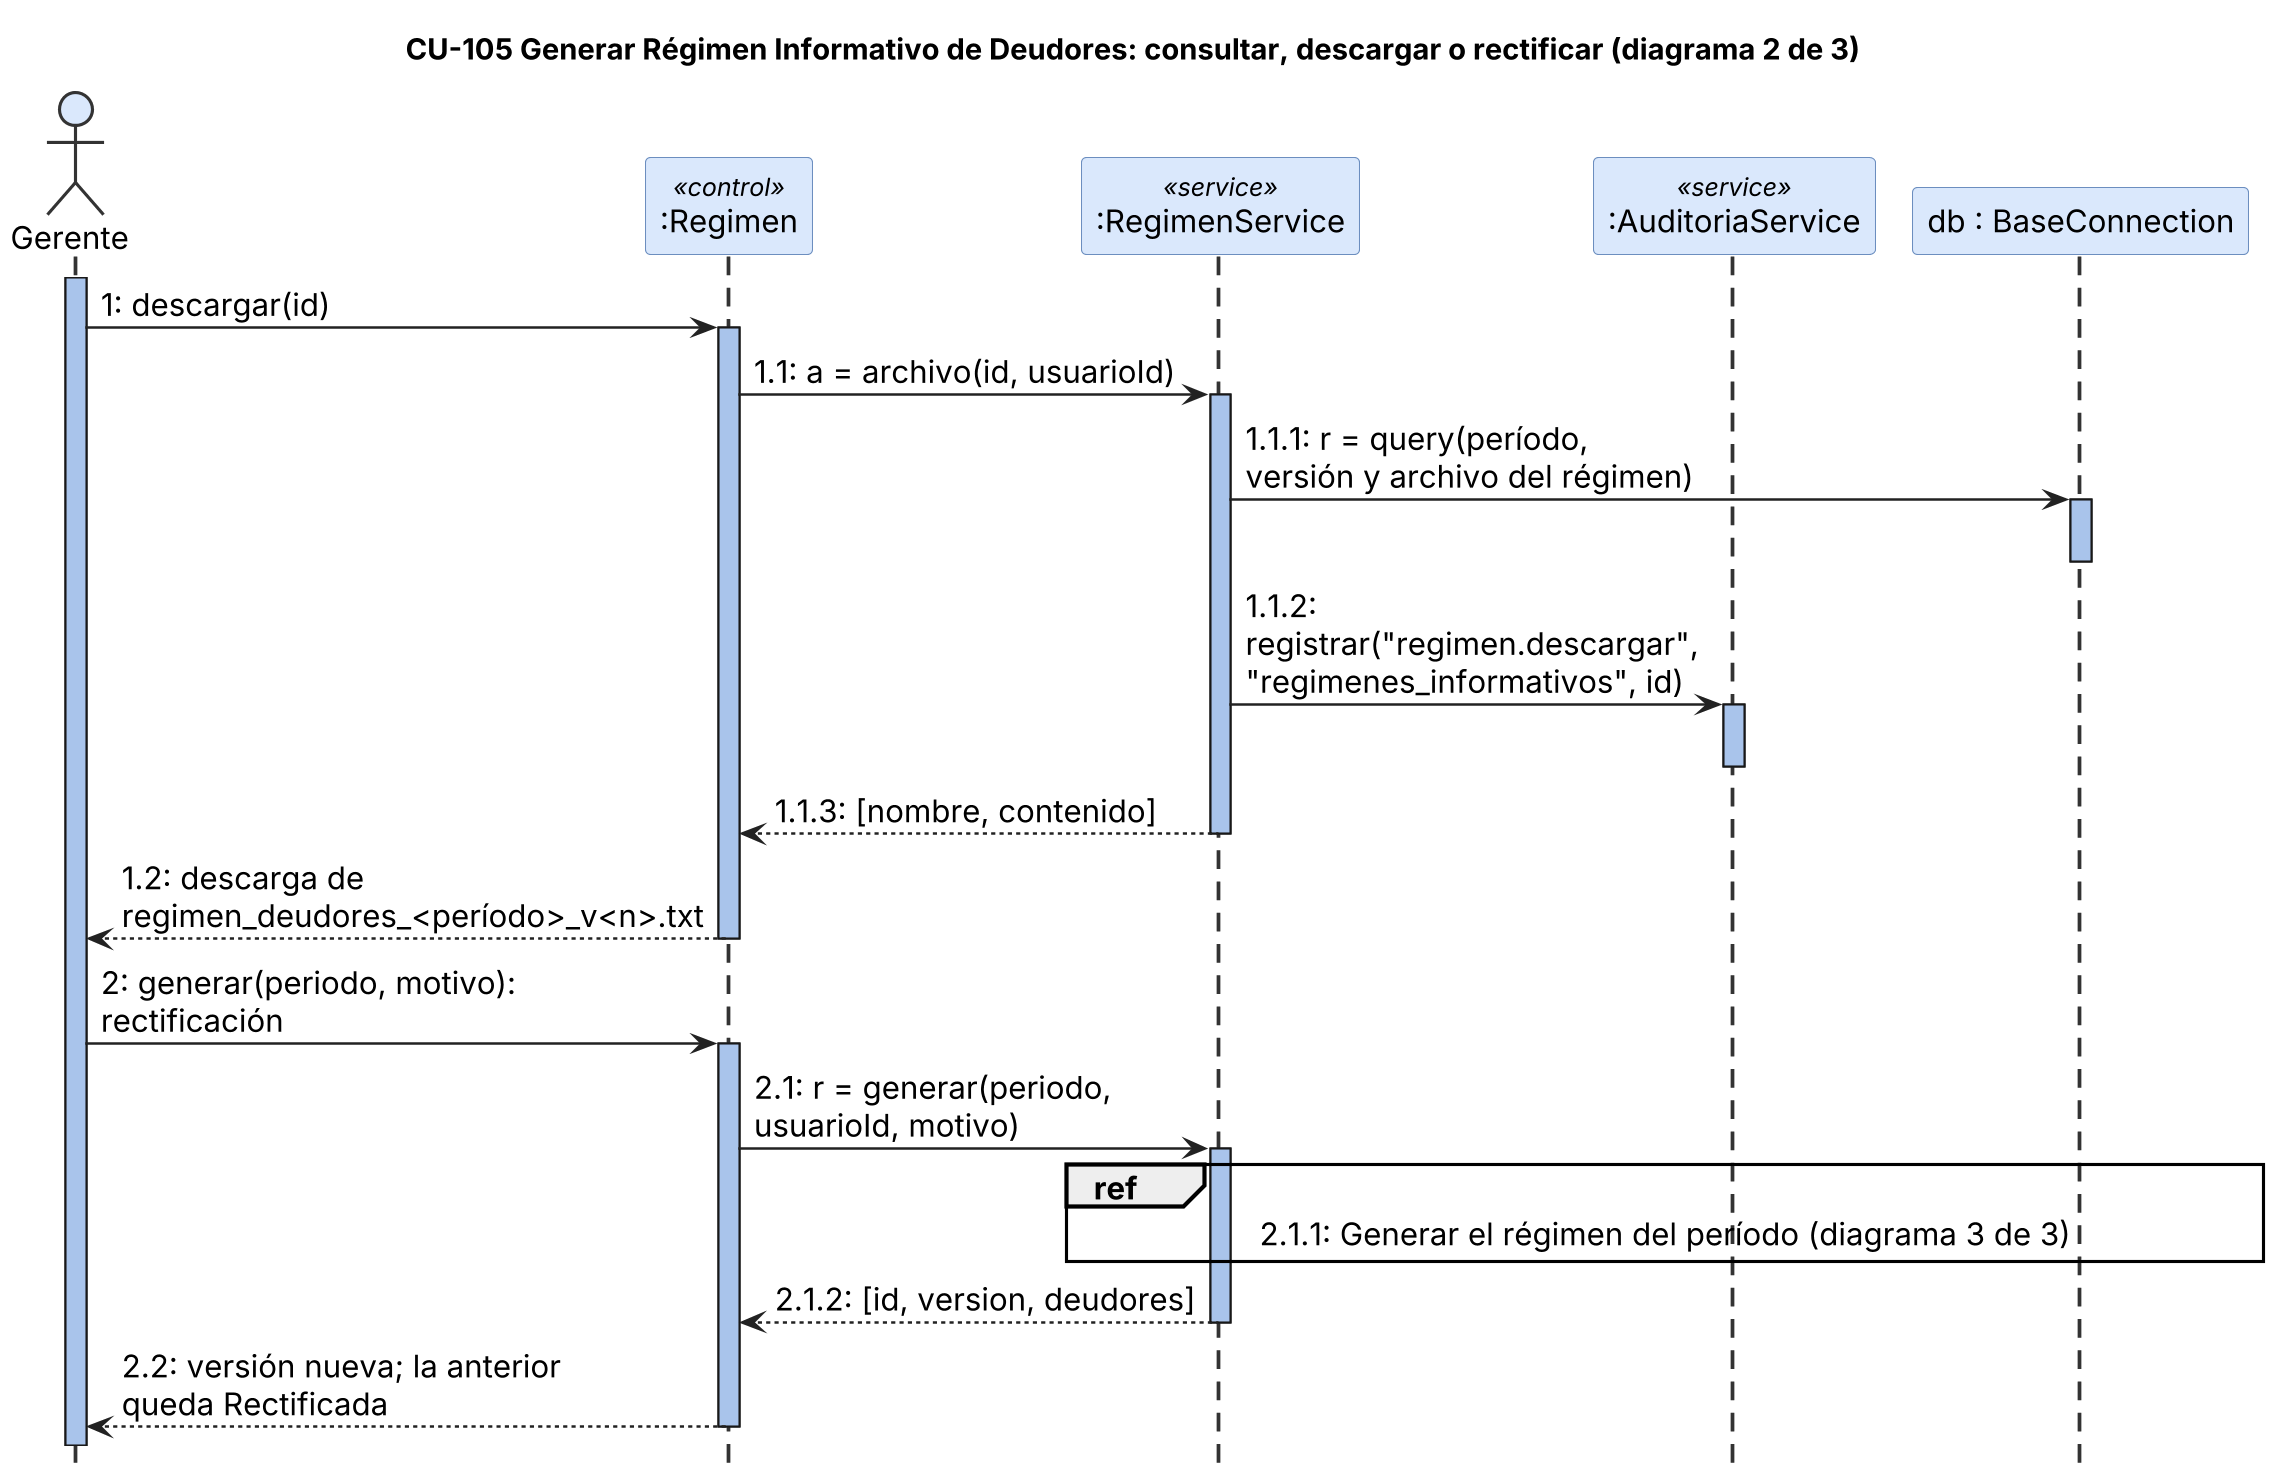 CU-105 Generar Régimen Informativo de Deudores: consultar, descargar o rectificar (diagrama 2 de 3)
Gerente
«control»
:Regimen
«service»
:RegimenService
«service»
:AuditoriaService
db : BaseConnection
1: descargar(id)
1.1: a = archivo(id, usuarioId)
1.1.1: r = query(período,
versión y archivo del régimen)
1.1.2:
registrar("regimen.descargar",
"regimenes_informativos", id)
1.1.3: [nombre, contenido]
1.2: descarga de
regimen_deudores_<período>_v<n>.txt
2: generar(periodo, motivo):
rectificación
2.1: r = generar(periodo,
usuarioId, motivo)
ref
2.1.1: Generar el régimen del período (diagrama 3 de 3)
2.1.2: [id, version, deudores]
2.2: versión nueva; la anterior
queda Rectificada